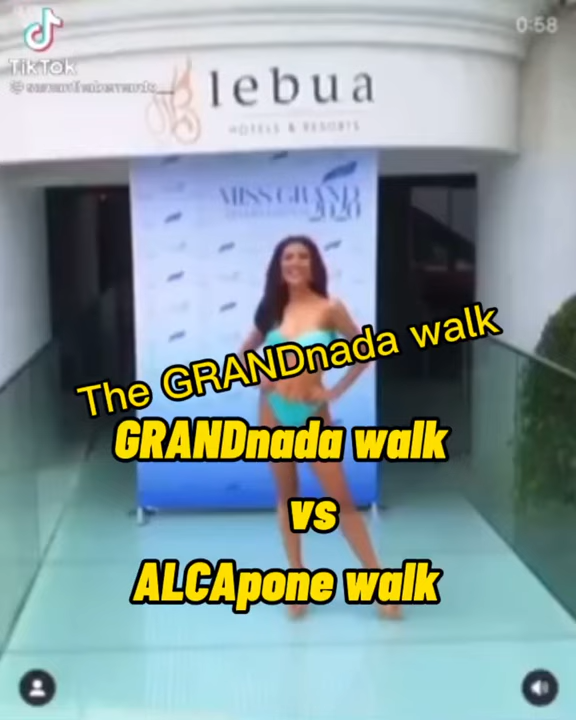 TikTok
0:58
lebua
HOTELS & RESORTS
MISS GRAND
2020
The GRANDnada walk
GRANDnada walk
vs
ALCApone walk